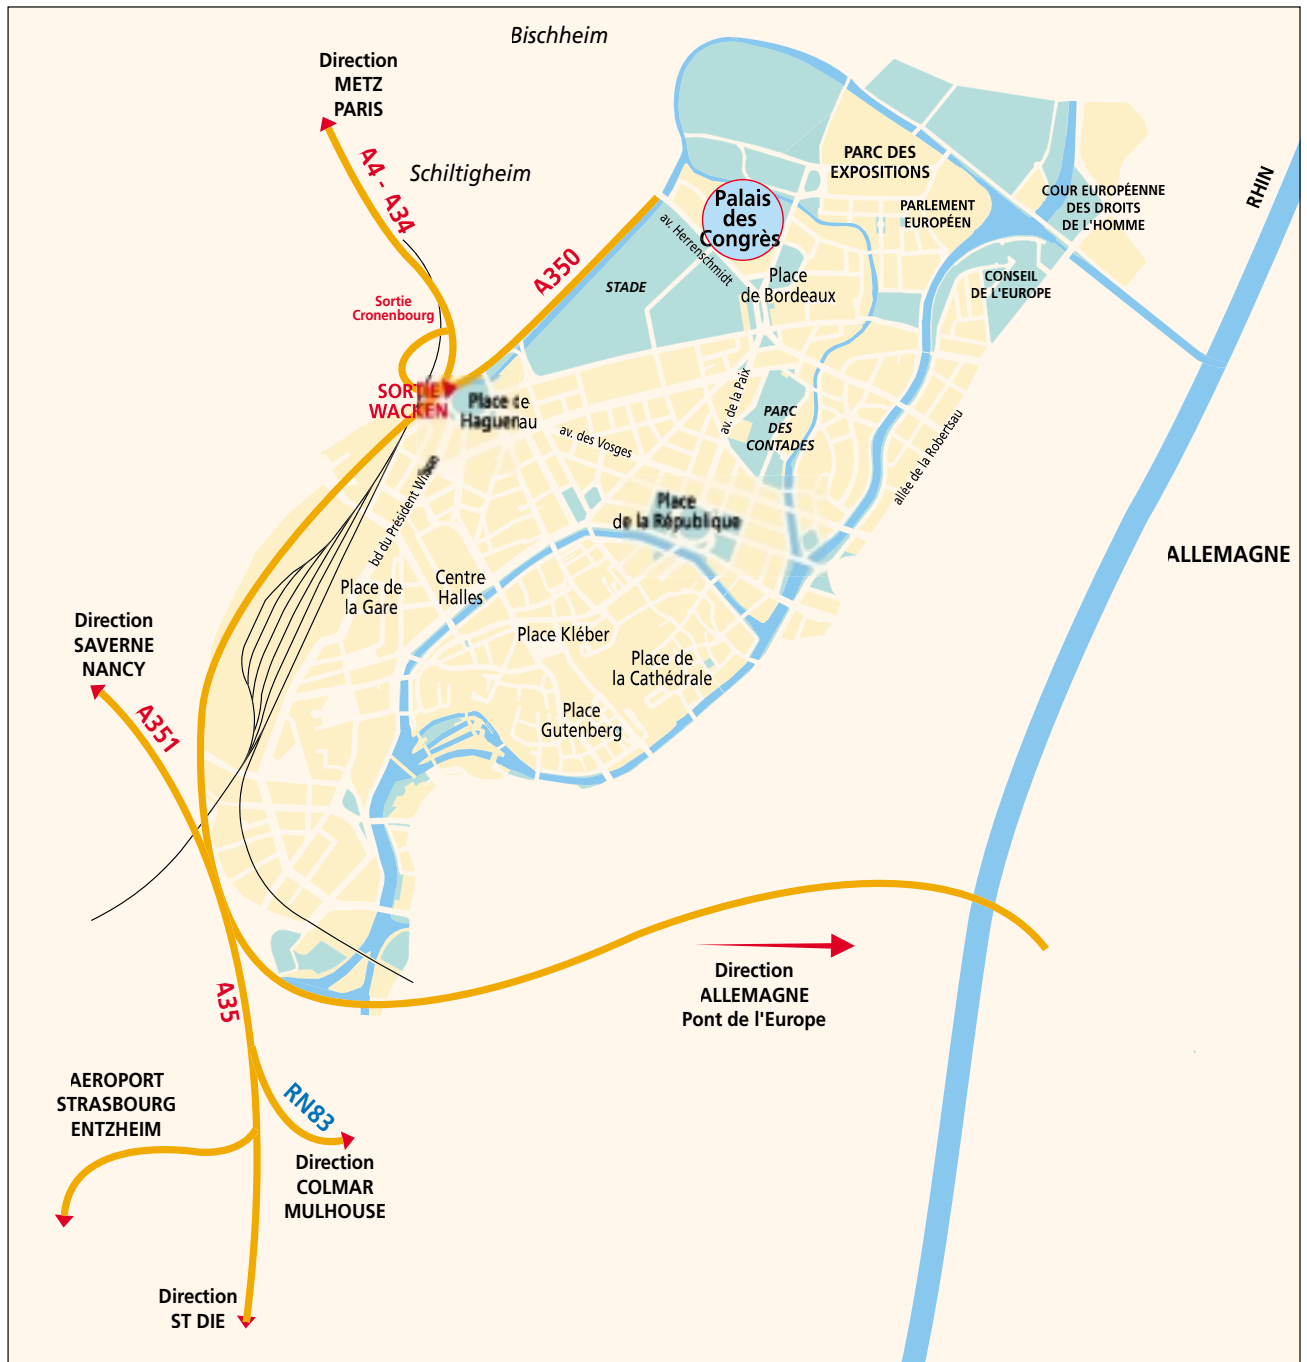 Bischheim
Direction
METZ
PARIS
A4 - A34
Schiltigheim
PARC DES
EXPOSITIONS
Palais
des
Congrès
PARLEMENT
EUROPÉEN
COUR EUROPÉENNE
DES DROITS
DE L'HOMME
RHIN
av. Herrenschmidt
A350
STADE
Place
de Bordeaux
CONSEIL
DE L'EUROPE
Sortie
Cronenbourg
SORTIE
WACKEN
Place de
Haguenau
av. de la Paix
PARC
DES
CONTADES
av. des Vosges
allée de la Robertsau
bd du Président Wilson
Place
de la République
ALLEMAGNE
Place de
la Gare
Centre
Halles
Direction
SAVERNE
NANCY
Place Kléber
Place de
la Cathédrale
A351
Place
Gutenberg
Direction
ALLEMAGNE
Pont de l'Europe
A35
AEROPORT
STRASBOURG
ENTZHEIM
RN83
Direction
COLMAR
MULHOUSE
Direction
ST DIE